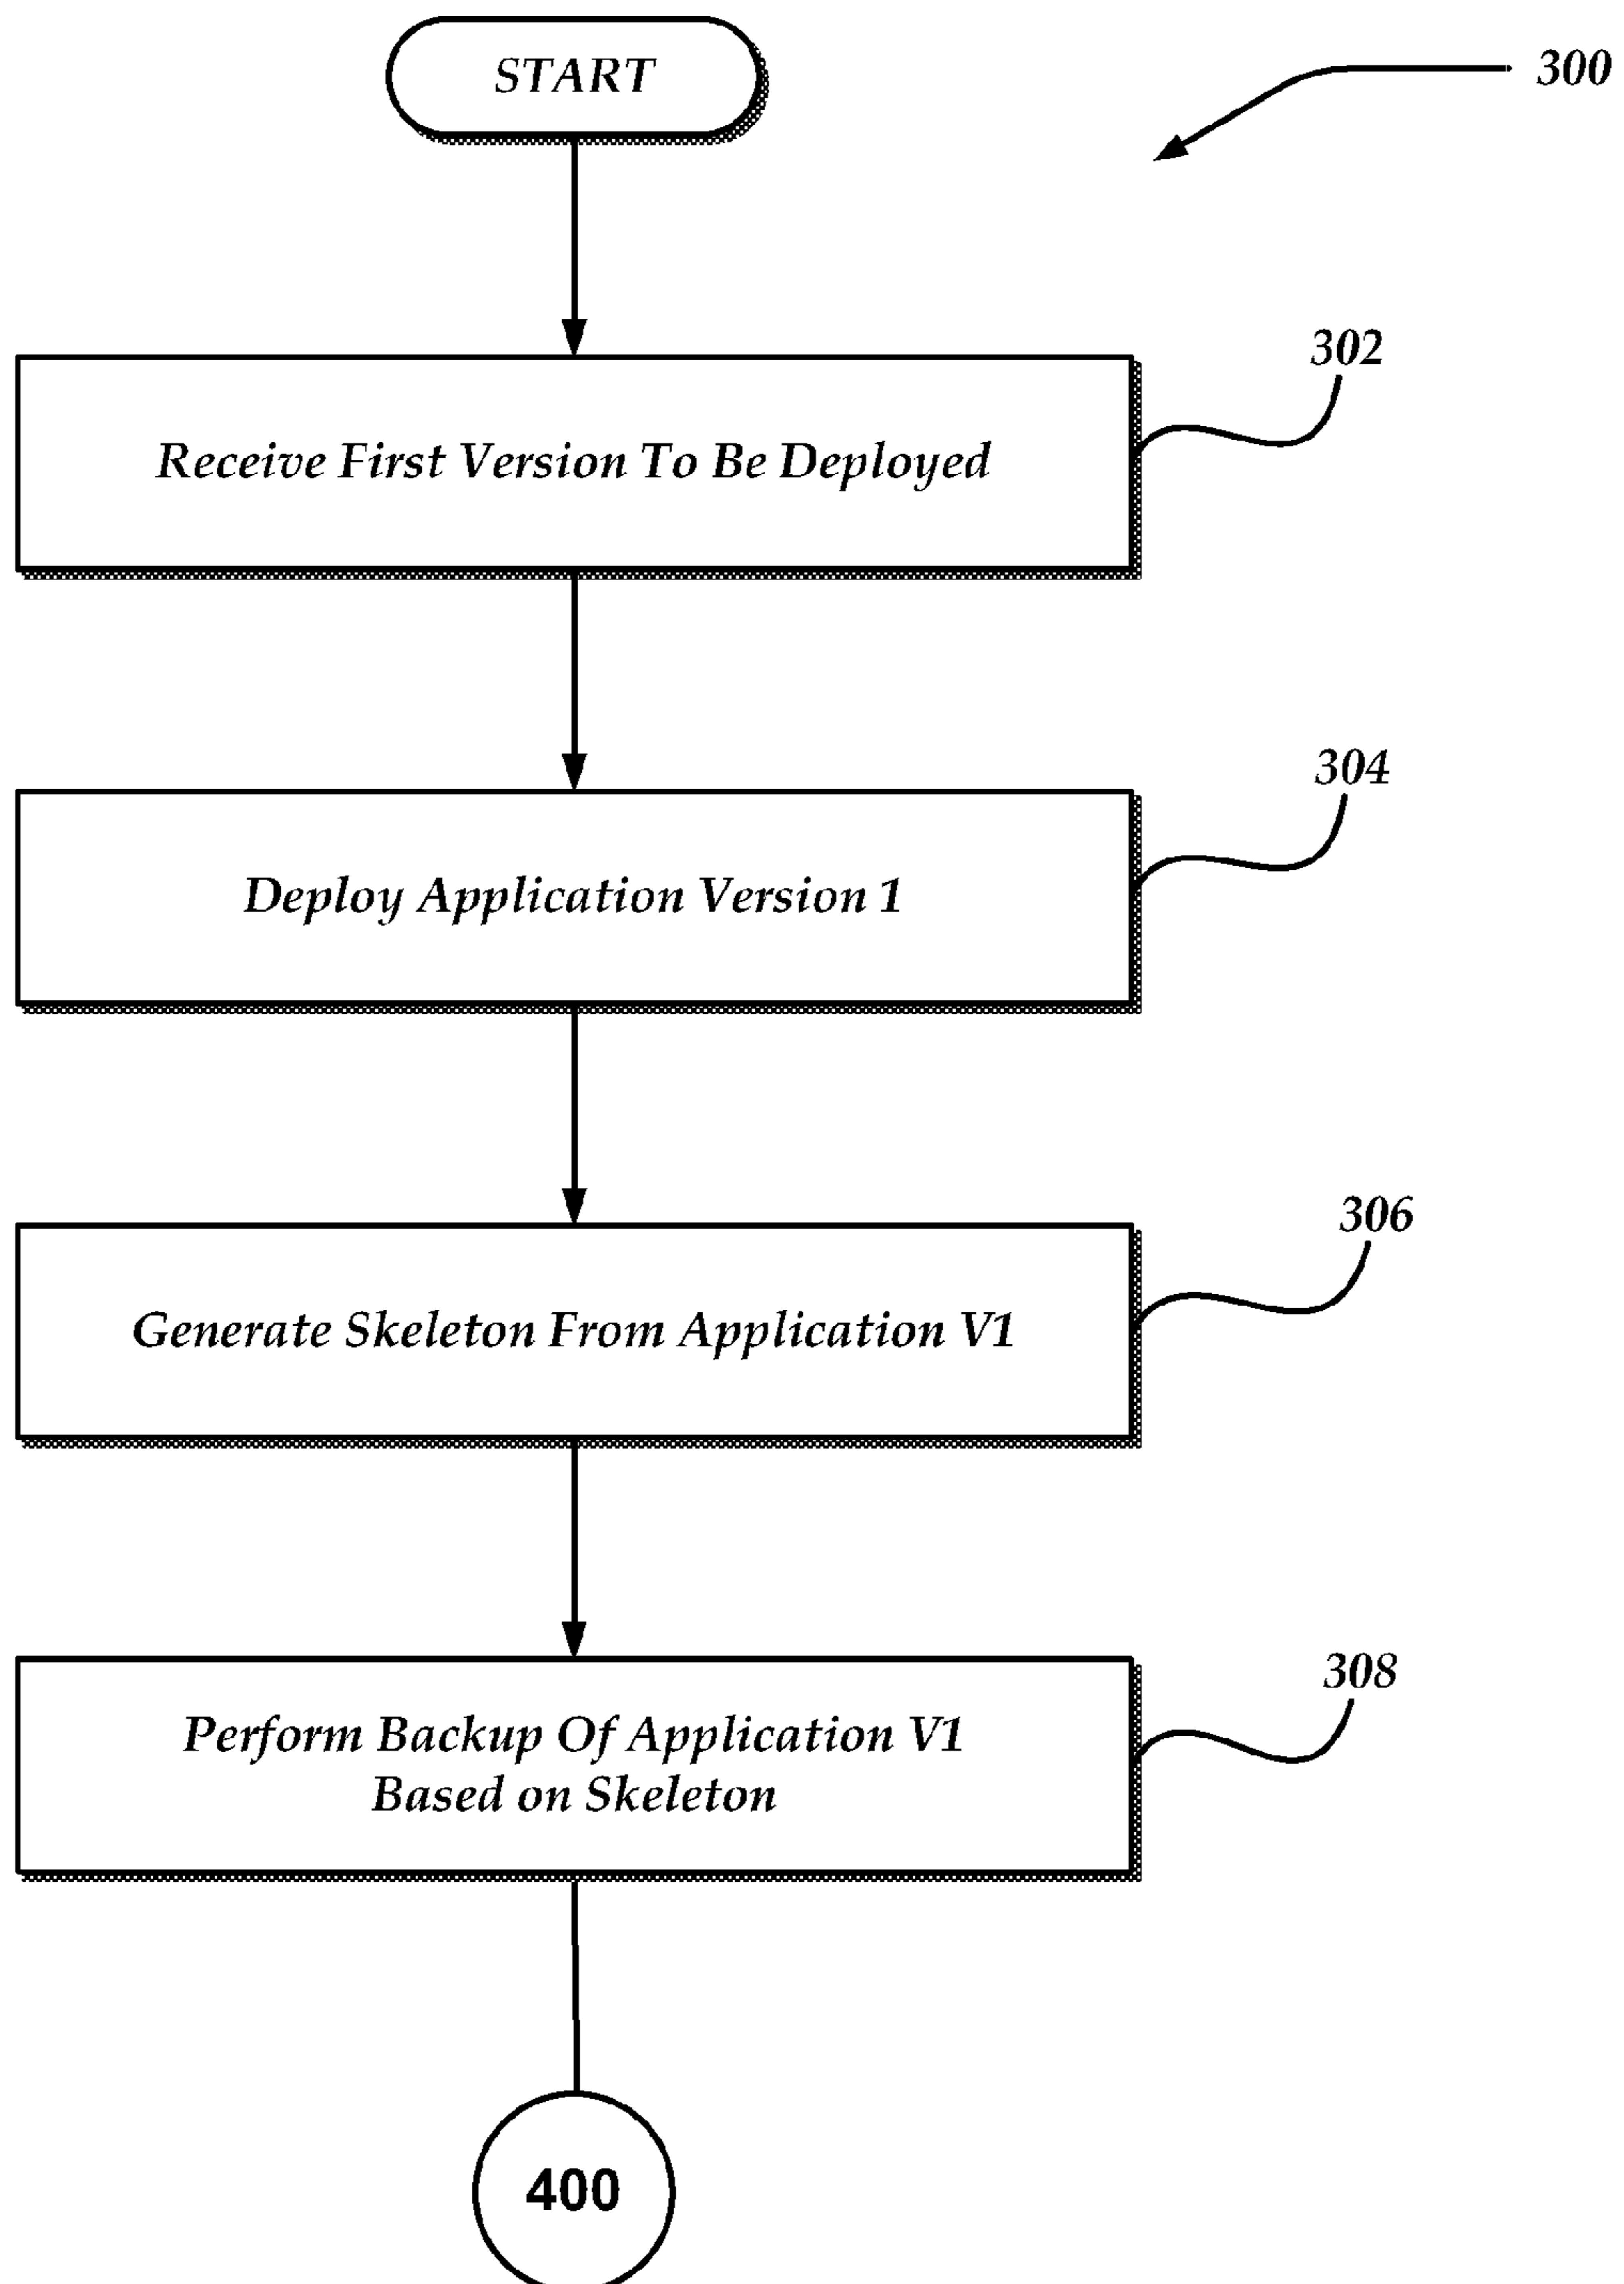 START
300
302
Receive First Version To Be Deployed
304
Deploy Application Version 1
306
Generate Skeleton From Application V1
308
Perform Backup Of Application V1
Based on Skeleton
400